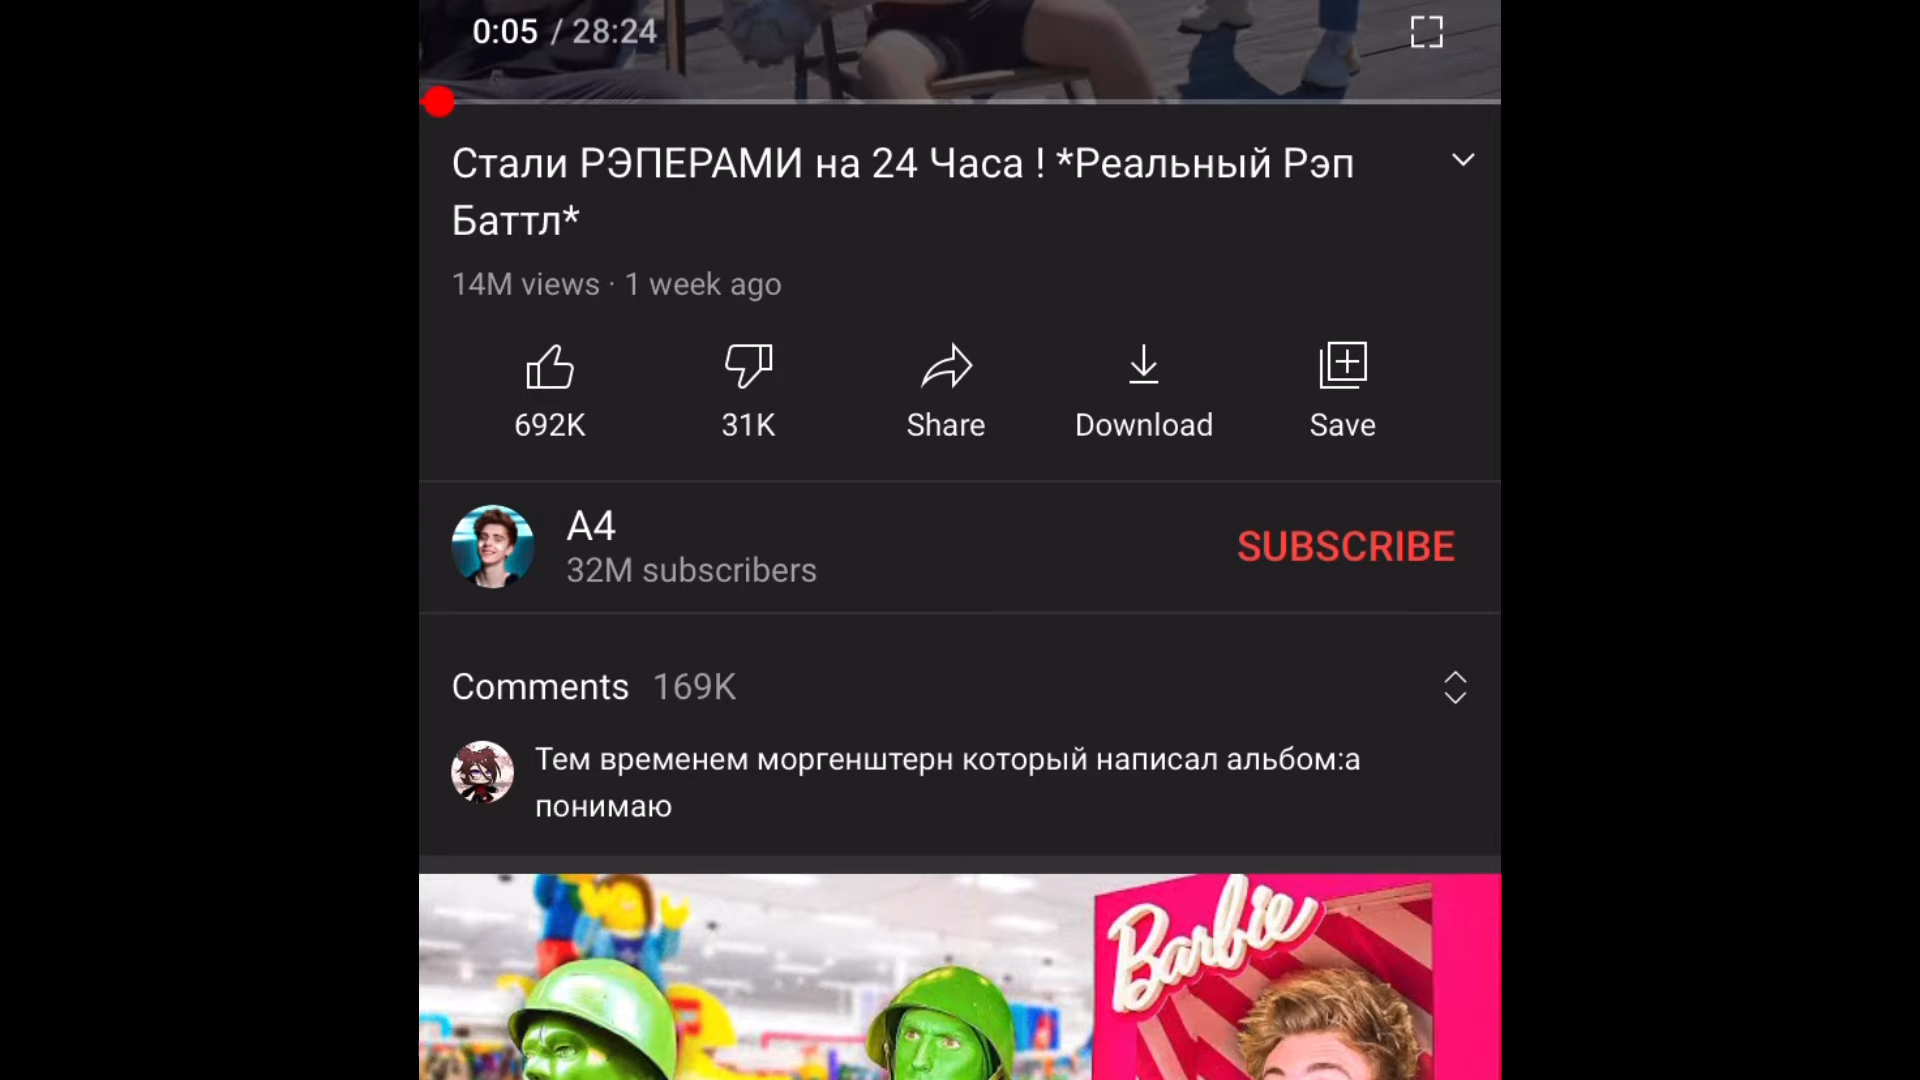 0:05 / 28:24
Стали РЭПЕРАМИ на 24 Часа ! *Реальный Рэп
Баттл*
14M views · 1 week ago
692K 31K Share Download Save
A4
32M subscribers
SUBSCRIBE
Comments 169K
Тем временем моргенштерн который написал альбом:а
понимаю
Barbie